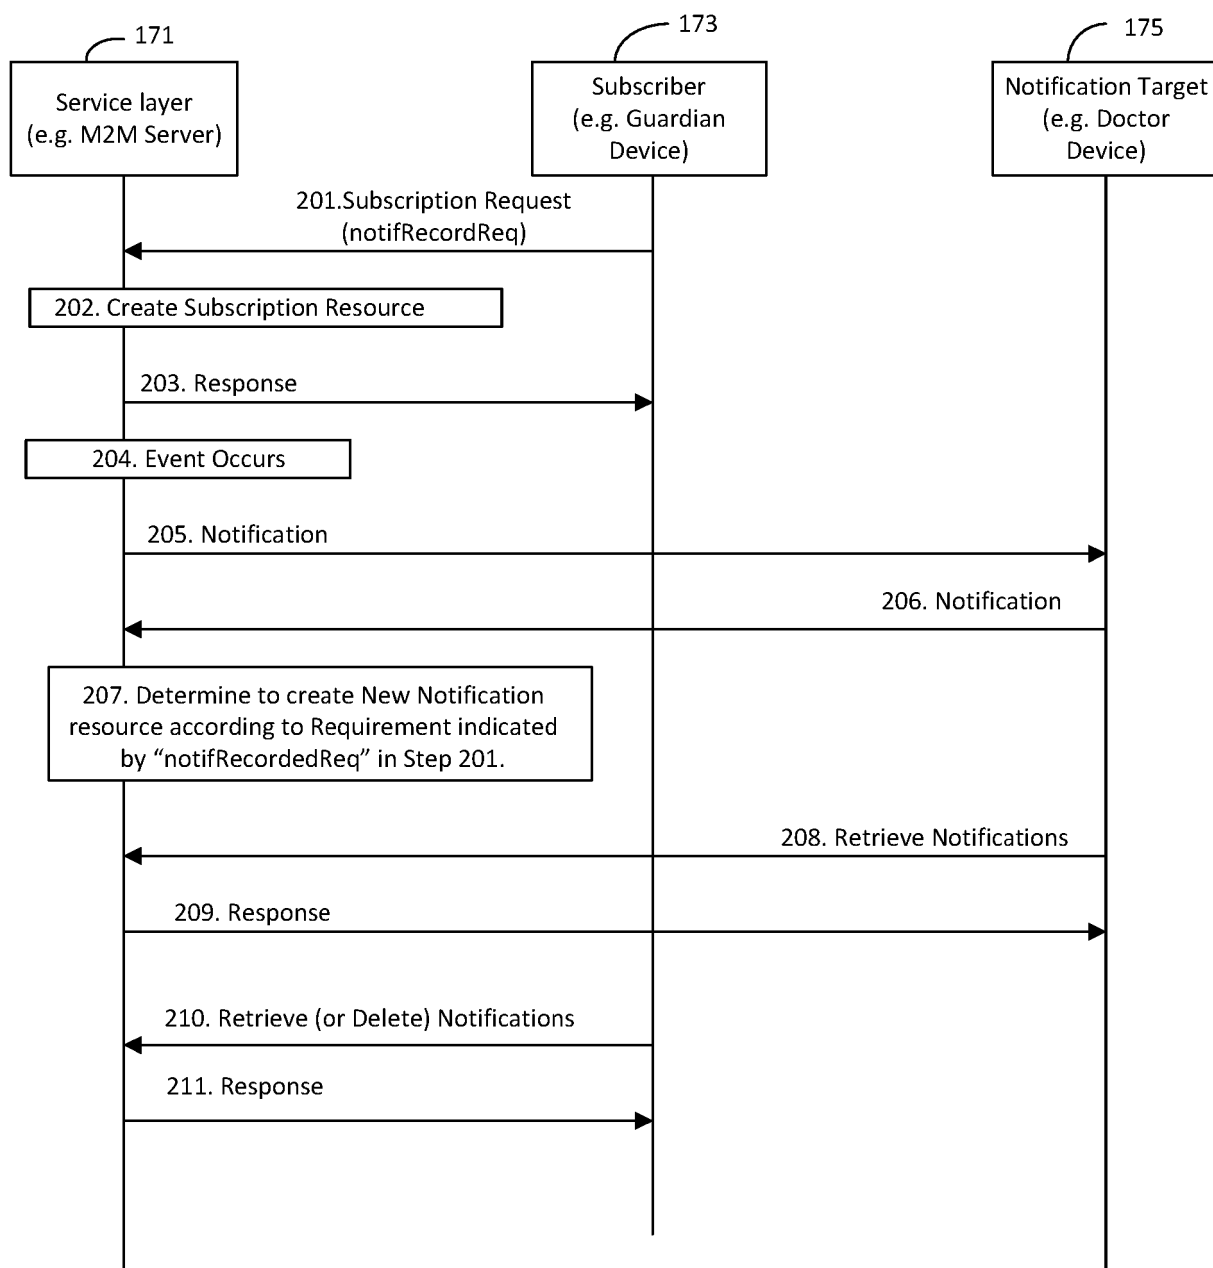 171
173
175
Service layer
(e.g. M2M Server)
Subscriber
(e.g. Guardian
Device)
Notification Target
(e.g. Doctor
Device)
201.Subscription Request
(notifRecordReq)
202. Create Subscription Resource
203. Response
204. Event Occurs
205. Notification
206. Notification
207. Determine to create New Notification
resource according to Requirement indicated
by “notifRecordedReq” in Step 201.
208. Retrieve Notifications
209. Response
210. Retrieve (or Delete) Notifications
211. Response